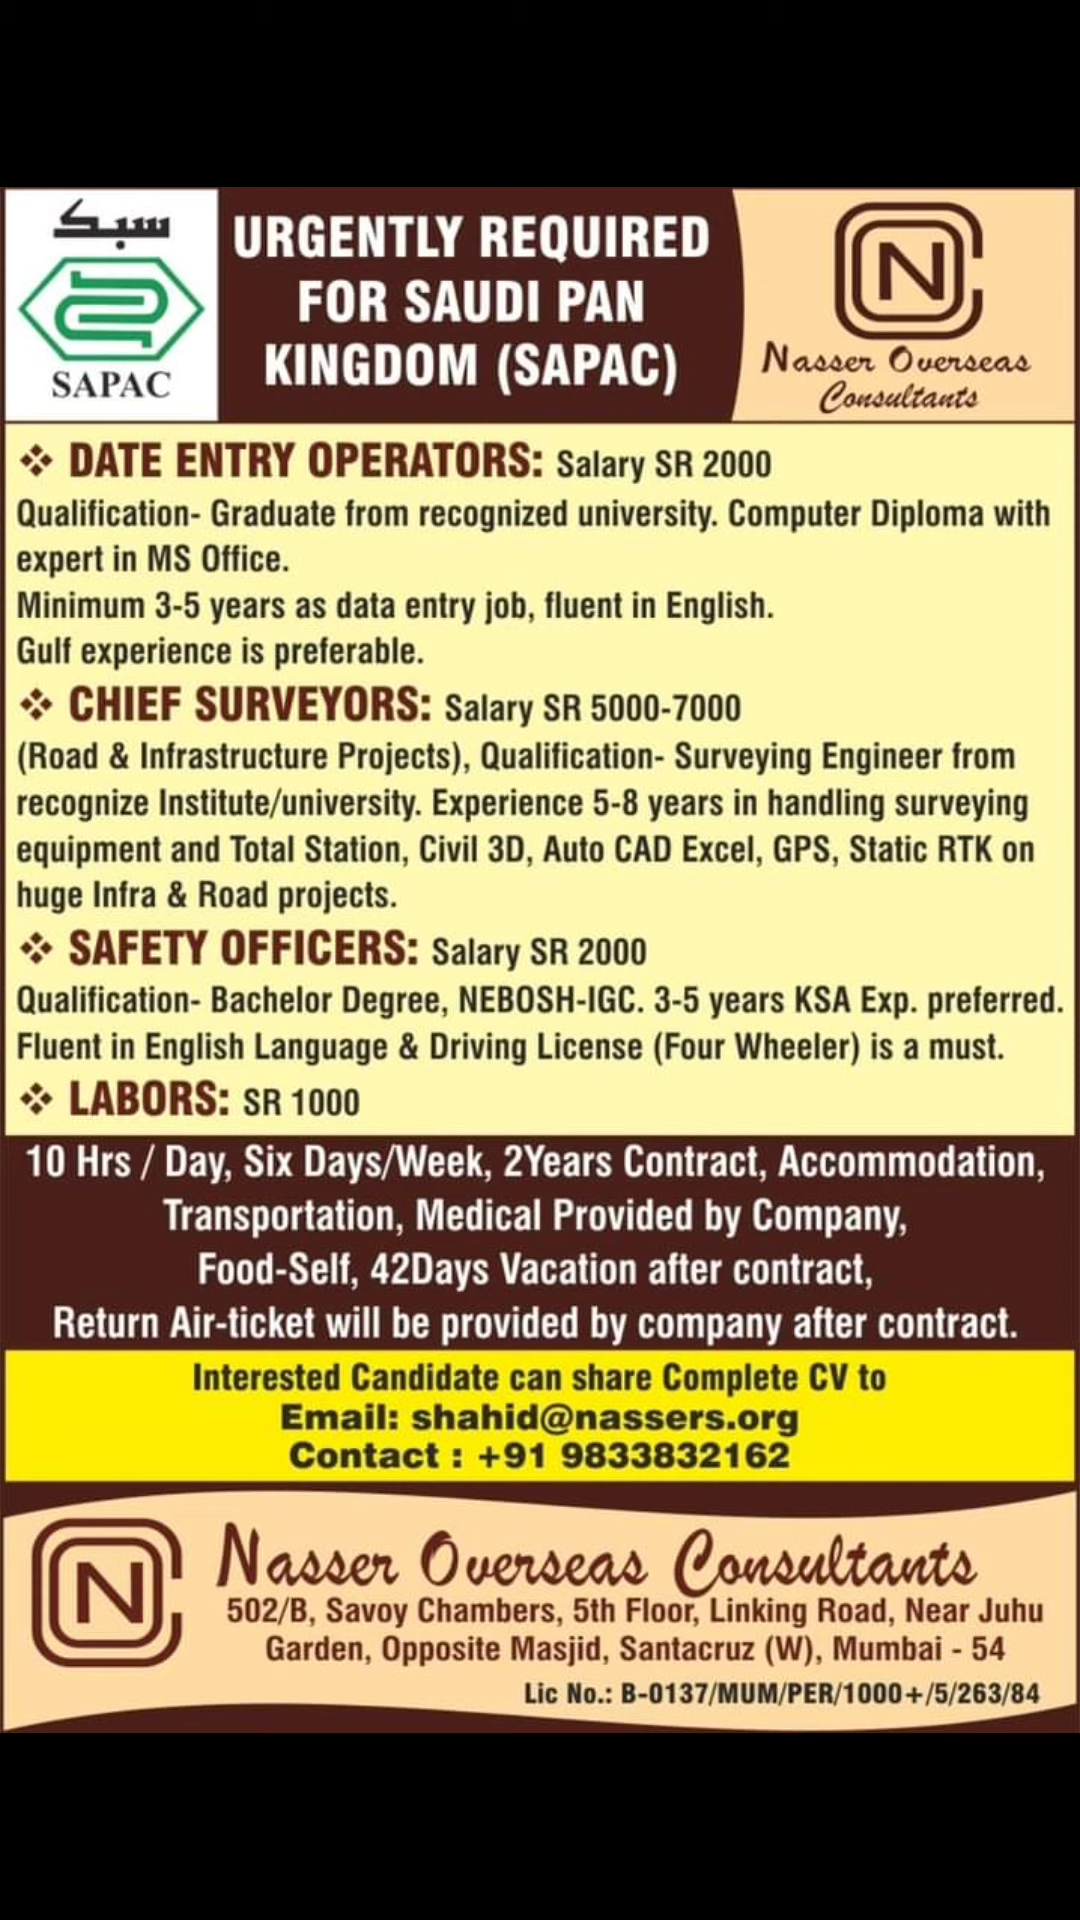 سبك
SAPAC
URGENTLY REQUIRED
FOR SAUDI PAN
KINGDOM (SAPAC)
N
Nasser Overseas
Consultants
❖ DATE ENTRY OPERATORS: Salary SR 2000
Qualification- Graduate from recognized university. Computer Diploma with
expert in MS Office.
Minimum 3-5 years as data entry job, fluent in English.
Gulf experience is preferable.
❖ CHIEF SURVEYORS: Salary SR 5000-7000
(Road & Infrastructure Projects), Qualification- Surveying Engineer from
recognize Institute/university. Experience 5-8 years in handling surveying
equipment and Total Station, Civil 3D, Auto CAD Excel, GPS, Static RTK on
huge Infra & Road projects.
❖ SAFETY OFFICERS: Salary SR 2000
Qualification- Bachelor Degree, NEBOSH-IGC. 3-5 years KSA Exp. preferred.
Fluent in English Language & Driving License (Four Wheeler) is a must.
❖ LABORS: SR 1000
10 Hrs / Day, Six Days/Week, 2Years Contract, Accommodation,
Transportation, Medical Provided by Company,
Food-Self, 42Days Vacation after contract,
Return Air-ticket will be provided by company after contract.
Interested Candidate can share Complete CV to
Email: shahid@nassers.org
Contact : +91 9833832162
N
Nasser Overseas Consultants
502/B, Savoy Chambers, 5th Floor, Linking Road, Near Juhu
Garden, Opposite Masjid, Santacruz (W), Mumbai - 54
Lic No.: B-0137/MUM/PER/1000+/5/263/84